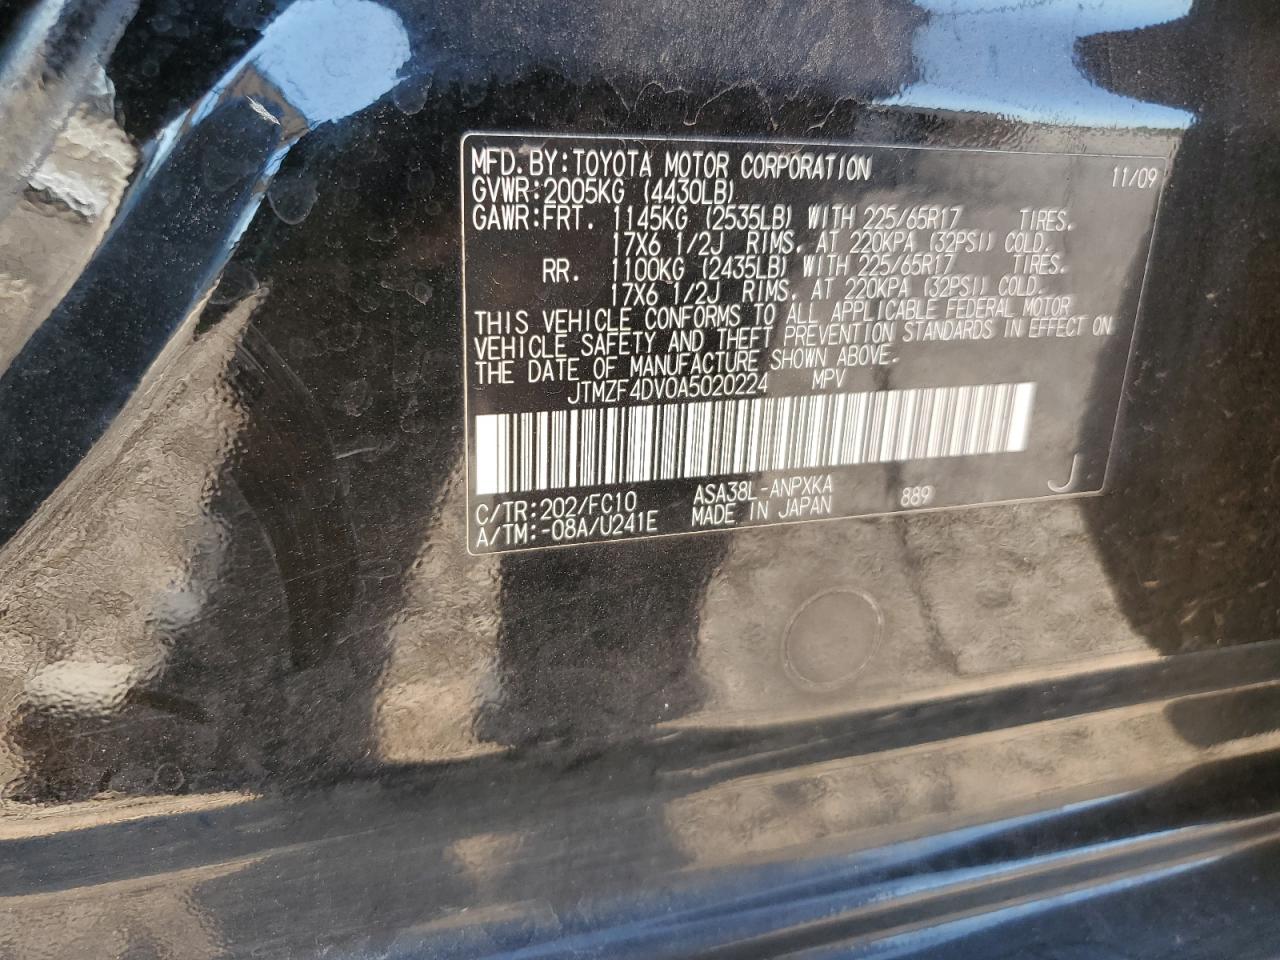 MFD. BY: TOYOTA MOTOR CORPORATION 11/09
GVWR: 2005KG (4430LB)
GAWR: FRT. 1145KG (2535LB) WITH 225/65R17 TIRES.
17X6 1/2J RIMS, AT 220KPA (32PSI) COLD.
RR. 1100KG (2435LB) WITH 225/65R17 TIRES.
17X6 1/2J RIMS, AT 220KPA (32PSI) COLD.
THIS VEHICLE CONFORMS TO ALL APPLICABLE FEDERAL MOTOR
VEHICLE SAFETY AND THEFT PREVENTION STANDARDS IN EFFECT ON
THE DATE OF MANUFACTURE SHOWN ABOVE.
JTMZF4DV0A5020224 MPV
C/TR: 202/FC10 ASA38L-ANPXKA 889 J
A/TM: -08A/U241E MADE IN JAPAN